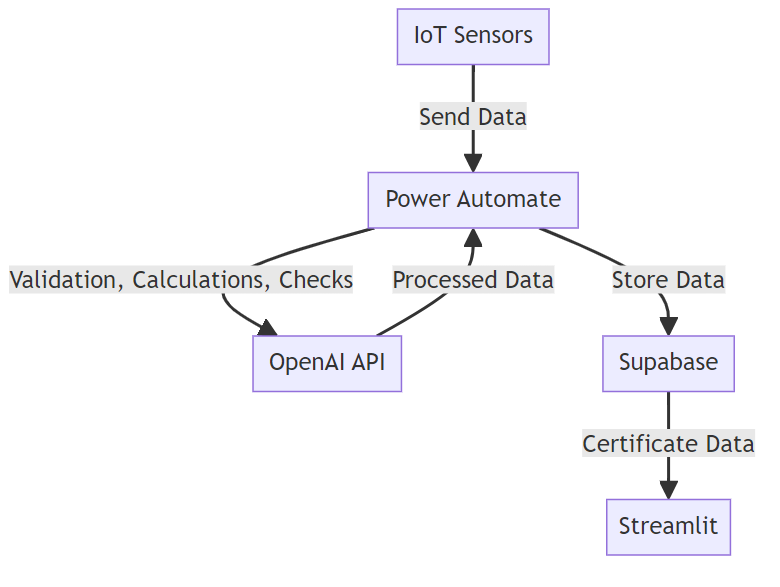 IoT Sensors
Send Data
Power Automate
Validation, Calculations, Checks
Processed Data
Store Data
OpenAI API
Supabase
Certificate Data
Streamlit